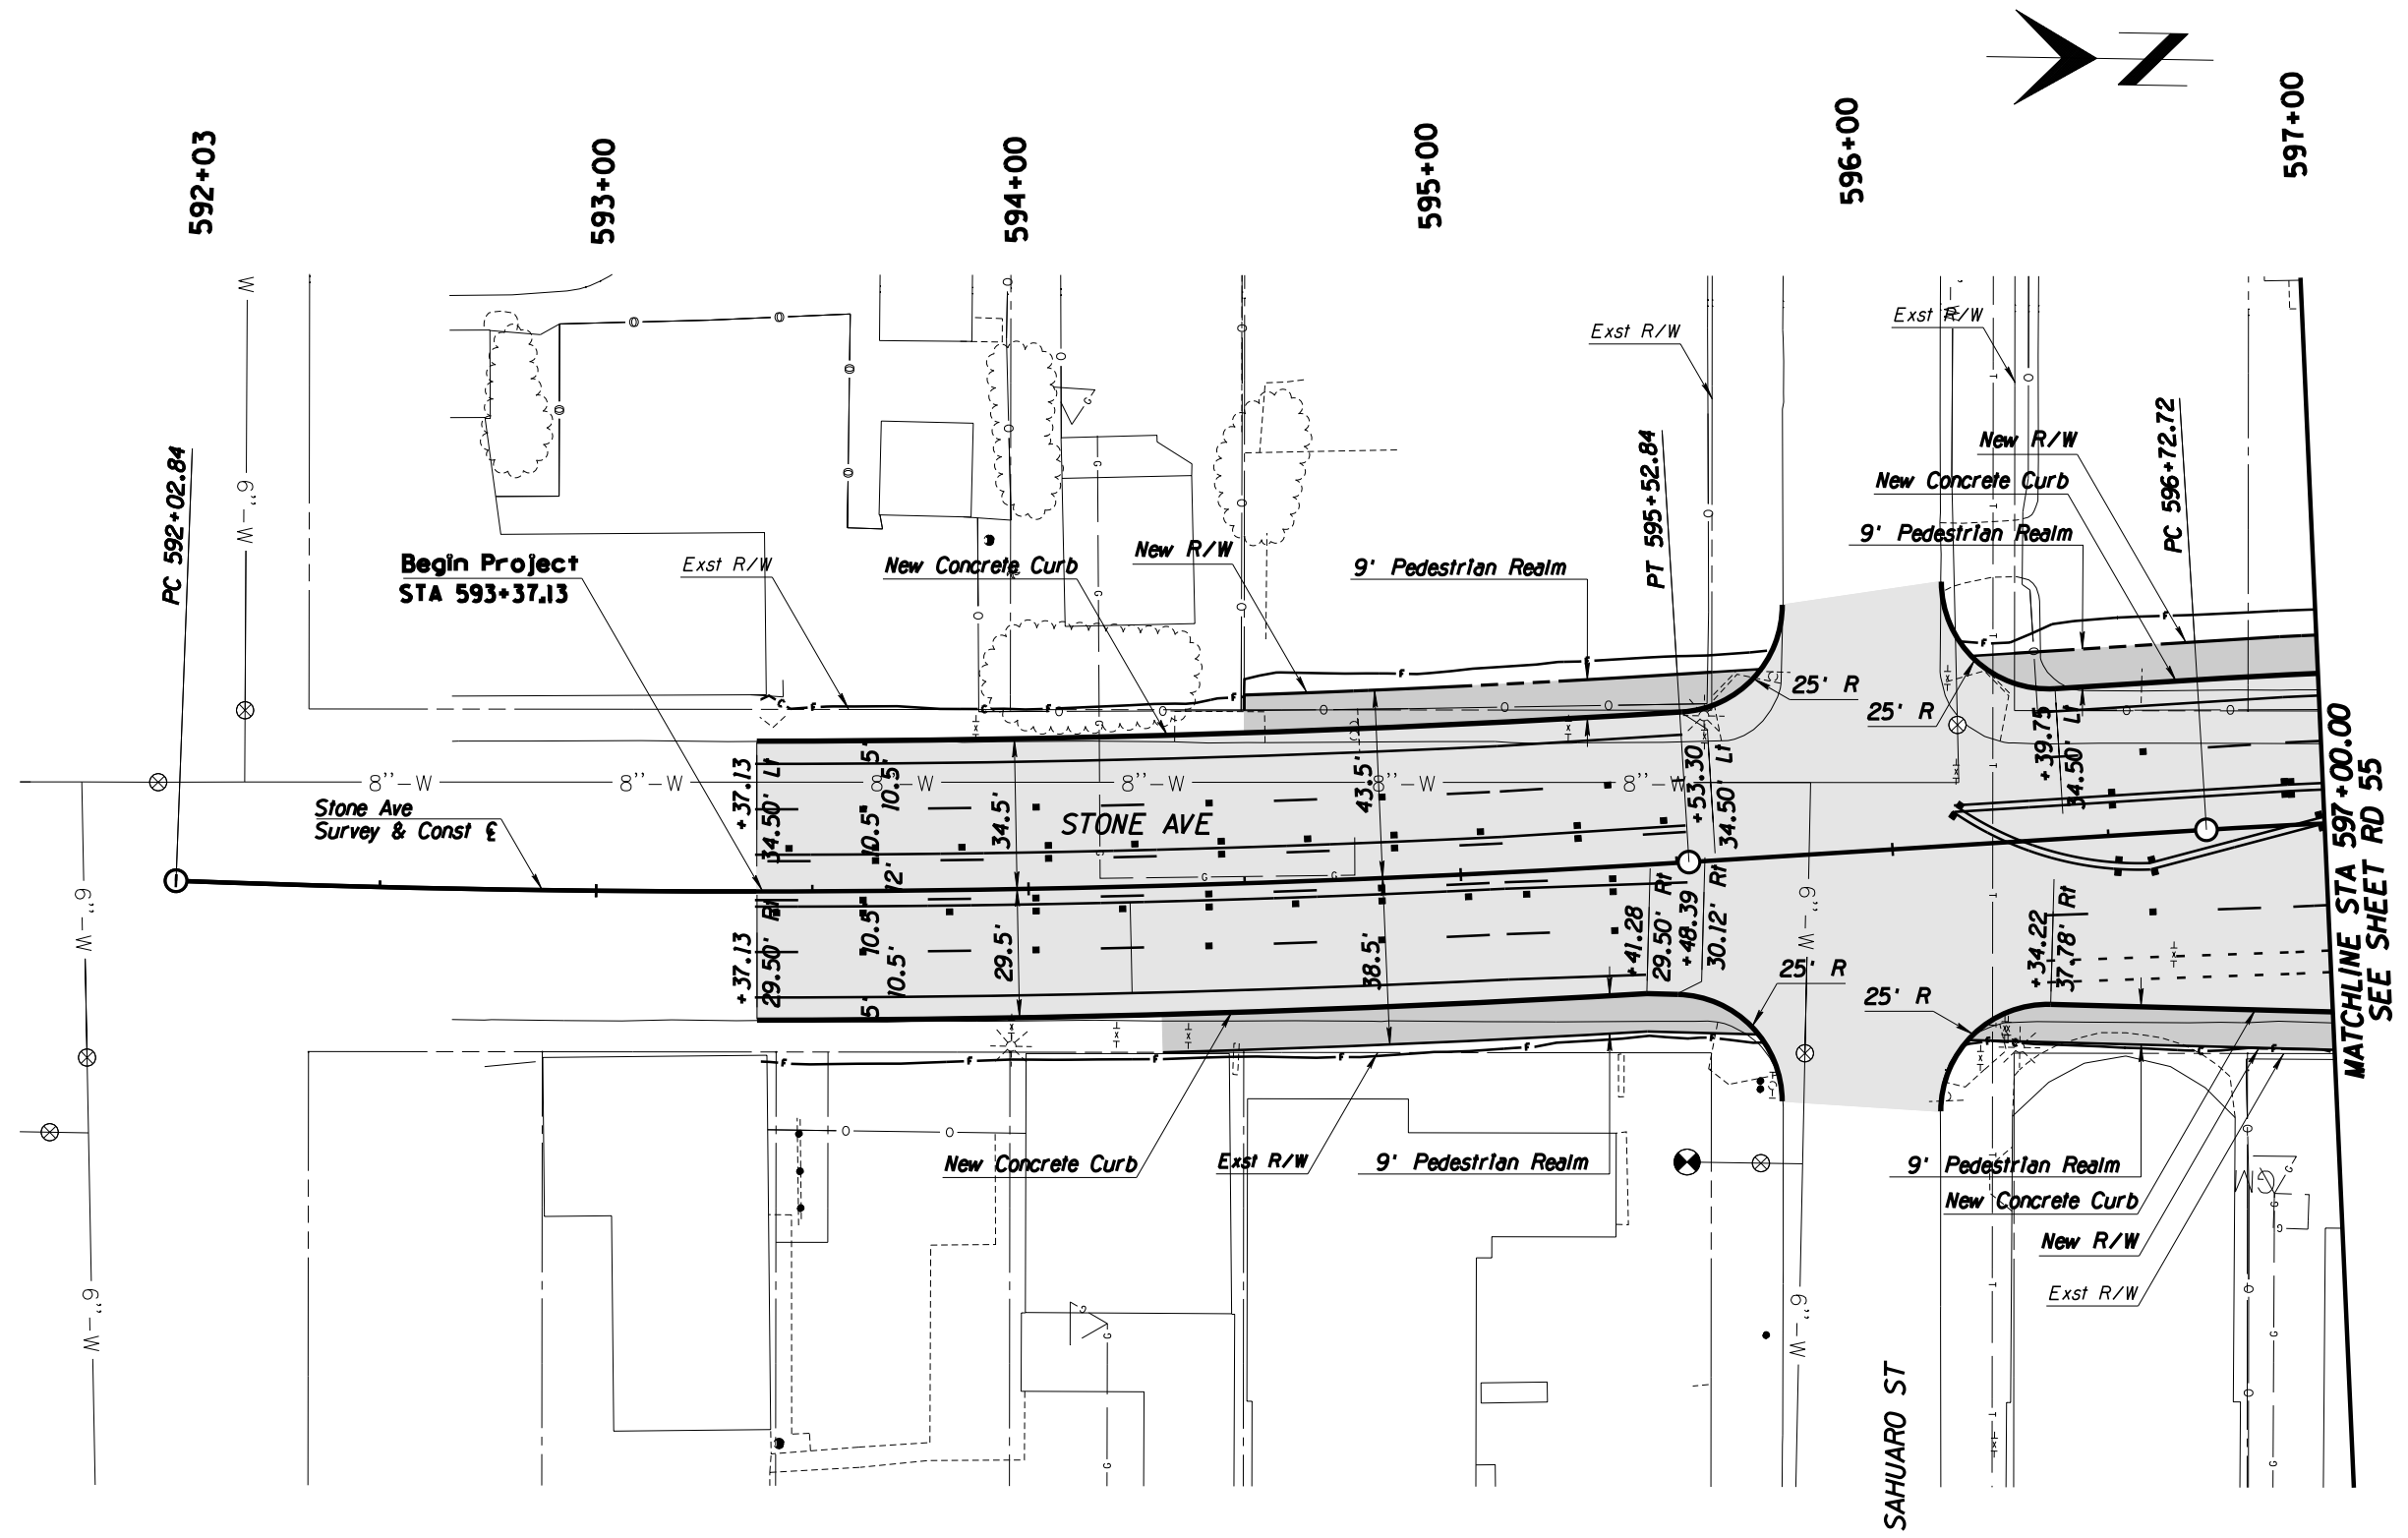 N
592+03
593+00
594+00
595+00
596+00
597+00
W
6"-W
PC 592+02.84
Begin Project
STA 593+37.13
Exst R/W
New Concrete Curb
New R/W
9' Pedestrian Realm
Exst R/W
PT 595+52.84
Exst R/W
New R/W
New Concrete Curb
9' Pedestrian Realm
PC 596+72.72
25' R
25' R
Stone Ave
Survey & Const ℄
8"-W
8"-W
8"-W
8"-W
8"-W
8"-W
+37.13
34.50' Lt
10.5'
10.5'
10.5'
12'
34.5'
STONE AVE
43.5'
+53.30
34.50' Lt
+39.75
34.50' Lt
+37.13
29.50' Rt
10.5'
10.5'
5'
29.5'
38.5'
+41.28
29.50' Rt
+48.39
30.12' Rt
+34.22
37.78' Rt
MATCHLINE STA 597+00.00
SEE SHEET RD 55
25' R
25' R
6"-W
6"-W
6"-W
6"-W
New Concrete Curb
Exst R/W
9' Pedestrian Realm
9' Pedestrian Realm
New Concrete Curb
New R/W
Exst R/W
SAHUARO ST